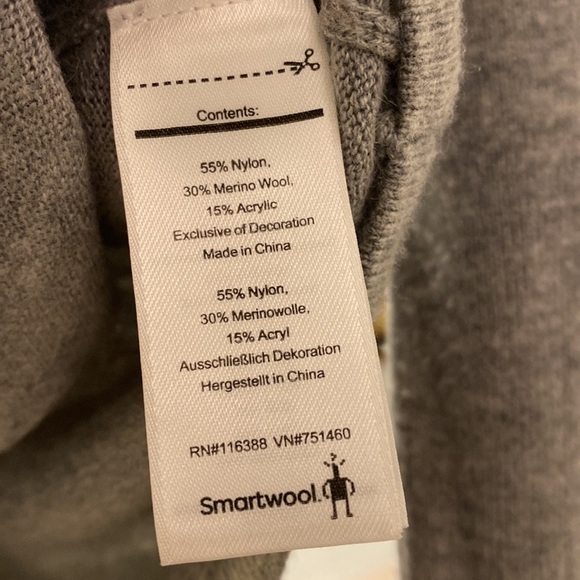 Contents:
55% Nylon,
30% Merino Wool,
15% Acrylic
Exclusive of Decoration
Made in China
55% Nylon,
30% Merinowolle,
15% Acryl
Ausschließlich Dekoration
Hergestellt in China
RN#116388 VN#751460
Smartwool.